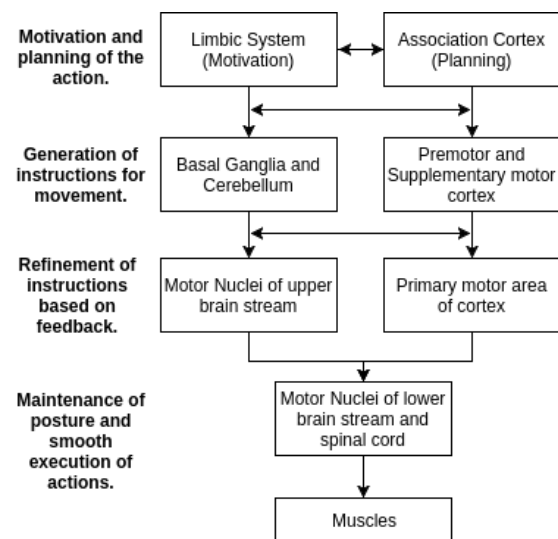 Motivation and
planning of the
action.
Limbic System
(Motivation)
Association Cortex
(Planning)
Generation of
instructions for
movement.
Basal Ganglia and
Cerebellum
Premotor and
Supplementary motor
cortex
Refinement of
instructions
based on
feedback.
Motor Nuclei of upper
brain stream
Primary motor area
of cortex
Maintenance of
posture and
smooth
execution of
actions.
Motor Nuclei of lower
brain stream and
spinal cord
Muscles